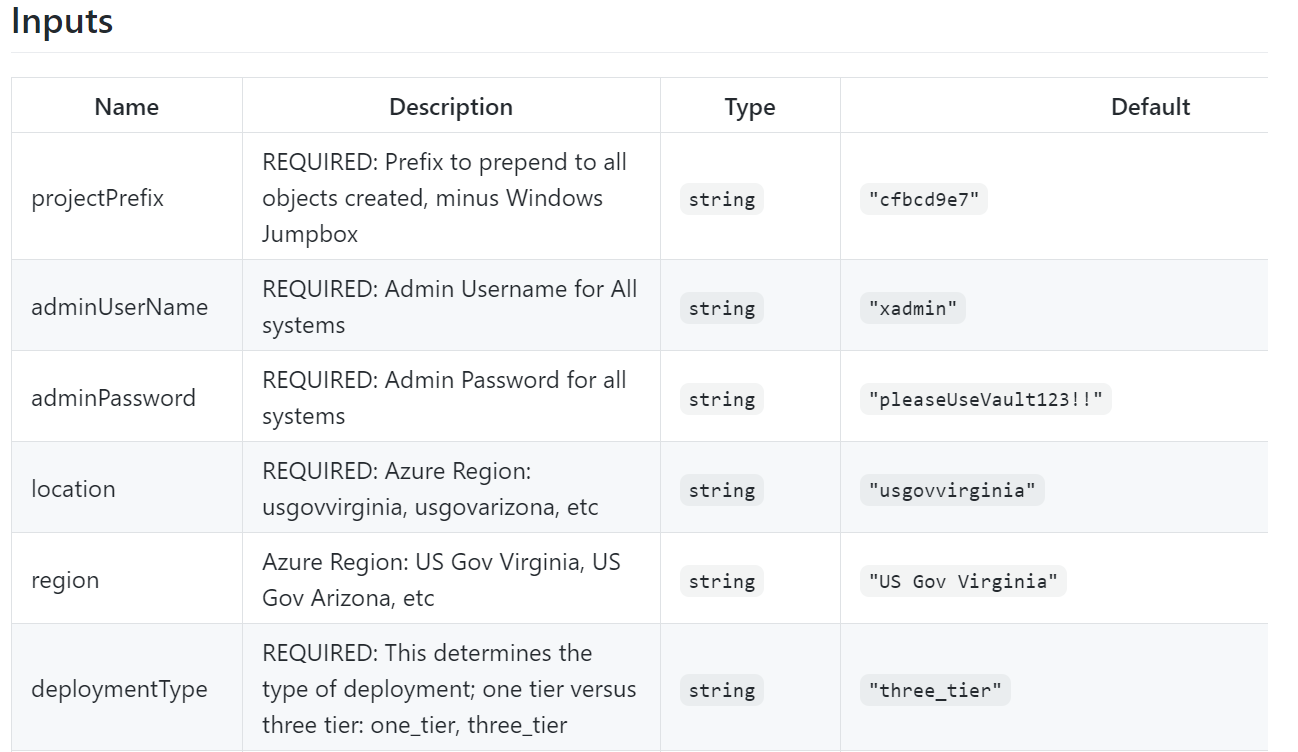 Inputs
Name Description Type Default
projectPrefix
REQUIRED: Prefix to prepend to all
objects created, minus Windows
Jumpbox
string
"cfbcd9e7"
adminUserName
REQUIRED: Admin Username for All
systems
string
"xadmin"
adminPassword
REQUIRED: Admin Password for all
systems
string
"pleaseUseVault123!!"
location
REQUIRED: Azure Region:
usgovvirginia, usgovarizona, etc
string
"usgovvirginia"
region
Azure Region: US Gov Virginia, US
Gov Arizona, etc
string
"US Gov Virginia"
deploymentType
REQUIRED: This determines the
type of deployment; one tier versus
three tier: one_tier, three_tier
string
"three_tier"